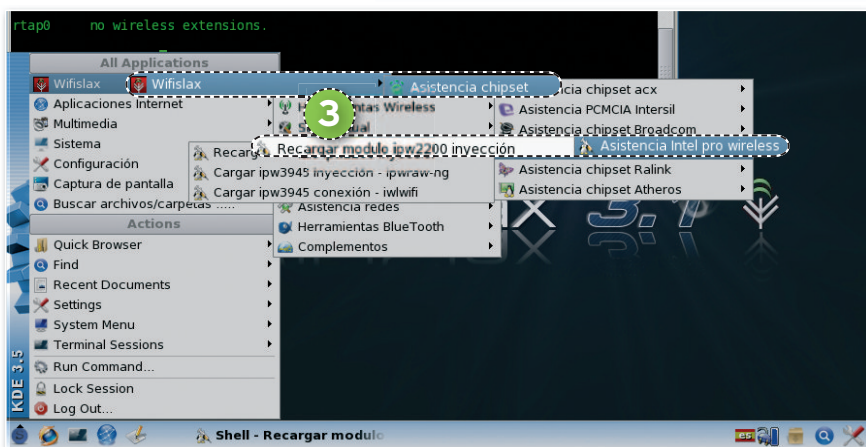 rtap0 no wireless extensions.
All Applications
Wifislax
Wifislax
Asistencia chipset
Aplicaciones Internet
Multimedia
Sistema
Configuración
Captura de pantalla
Buscar archivos/carpetas .....
Actions
Quick Browser
Find
Recent Documents
Settings
System Menu
Terminal Sessions
Run Command...
Lock Session
Log Out...
KDE 3.5
3
Wireless
Asistencia redes
Herramientas BlueTooth
Complementos
Recargar modulo ipw2200 inyección
Cargar ipw3945 inyección - ipwraw-ng
Cargar ipw3945 conexión - iwlwifi
chipset acx
Asistencia PCMCIA Intersil
Asistencia chipset Broadcom
Asistencia Intel pro wireless
Asistencia chipset Ralink
Asistencia chipset Atheros
X 3.1
Shell - Recargar modulo
es